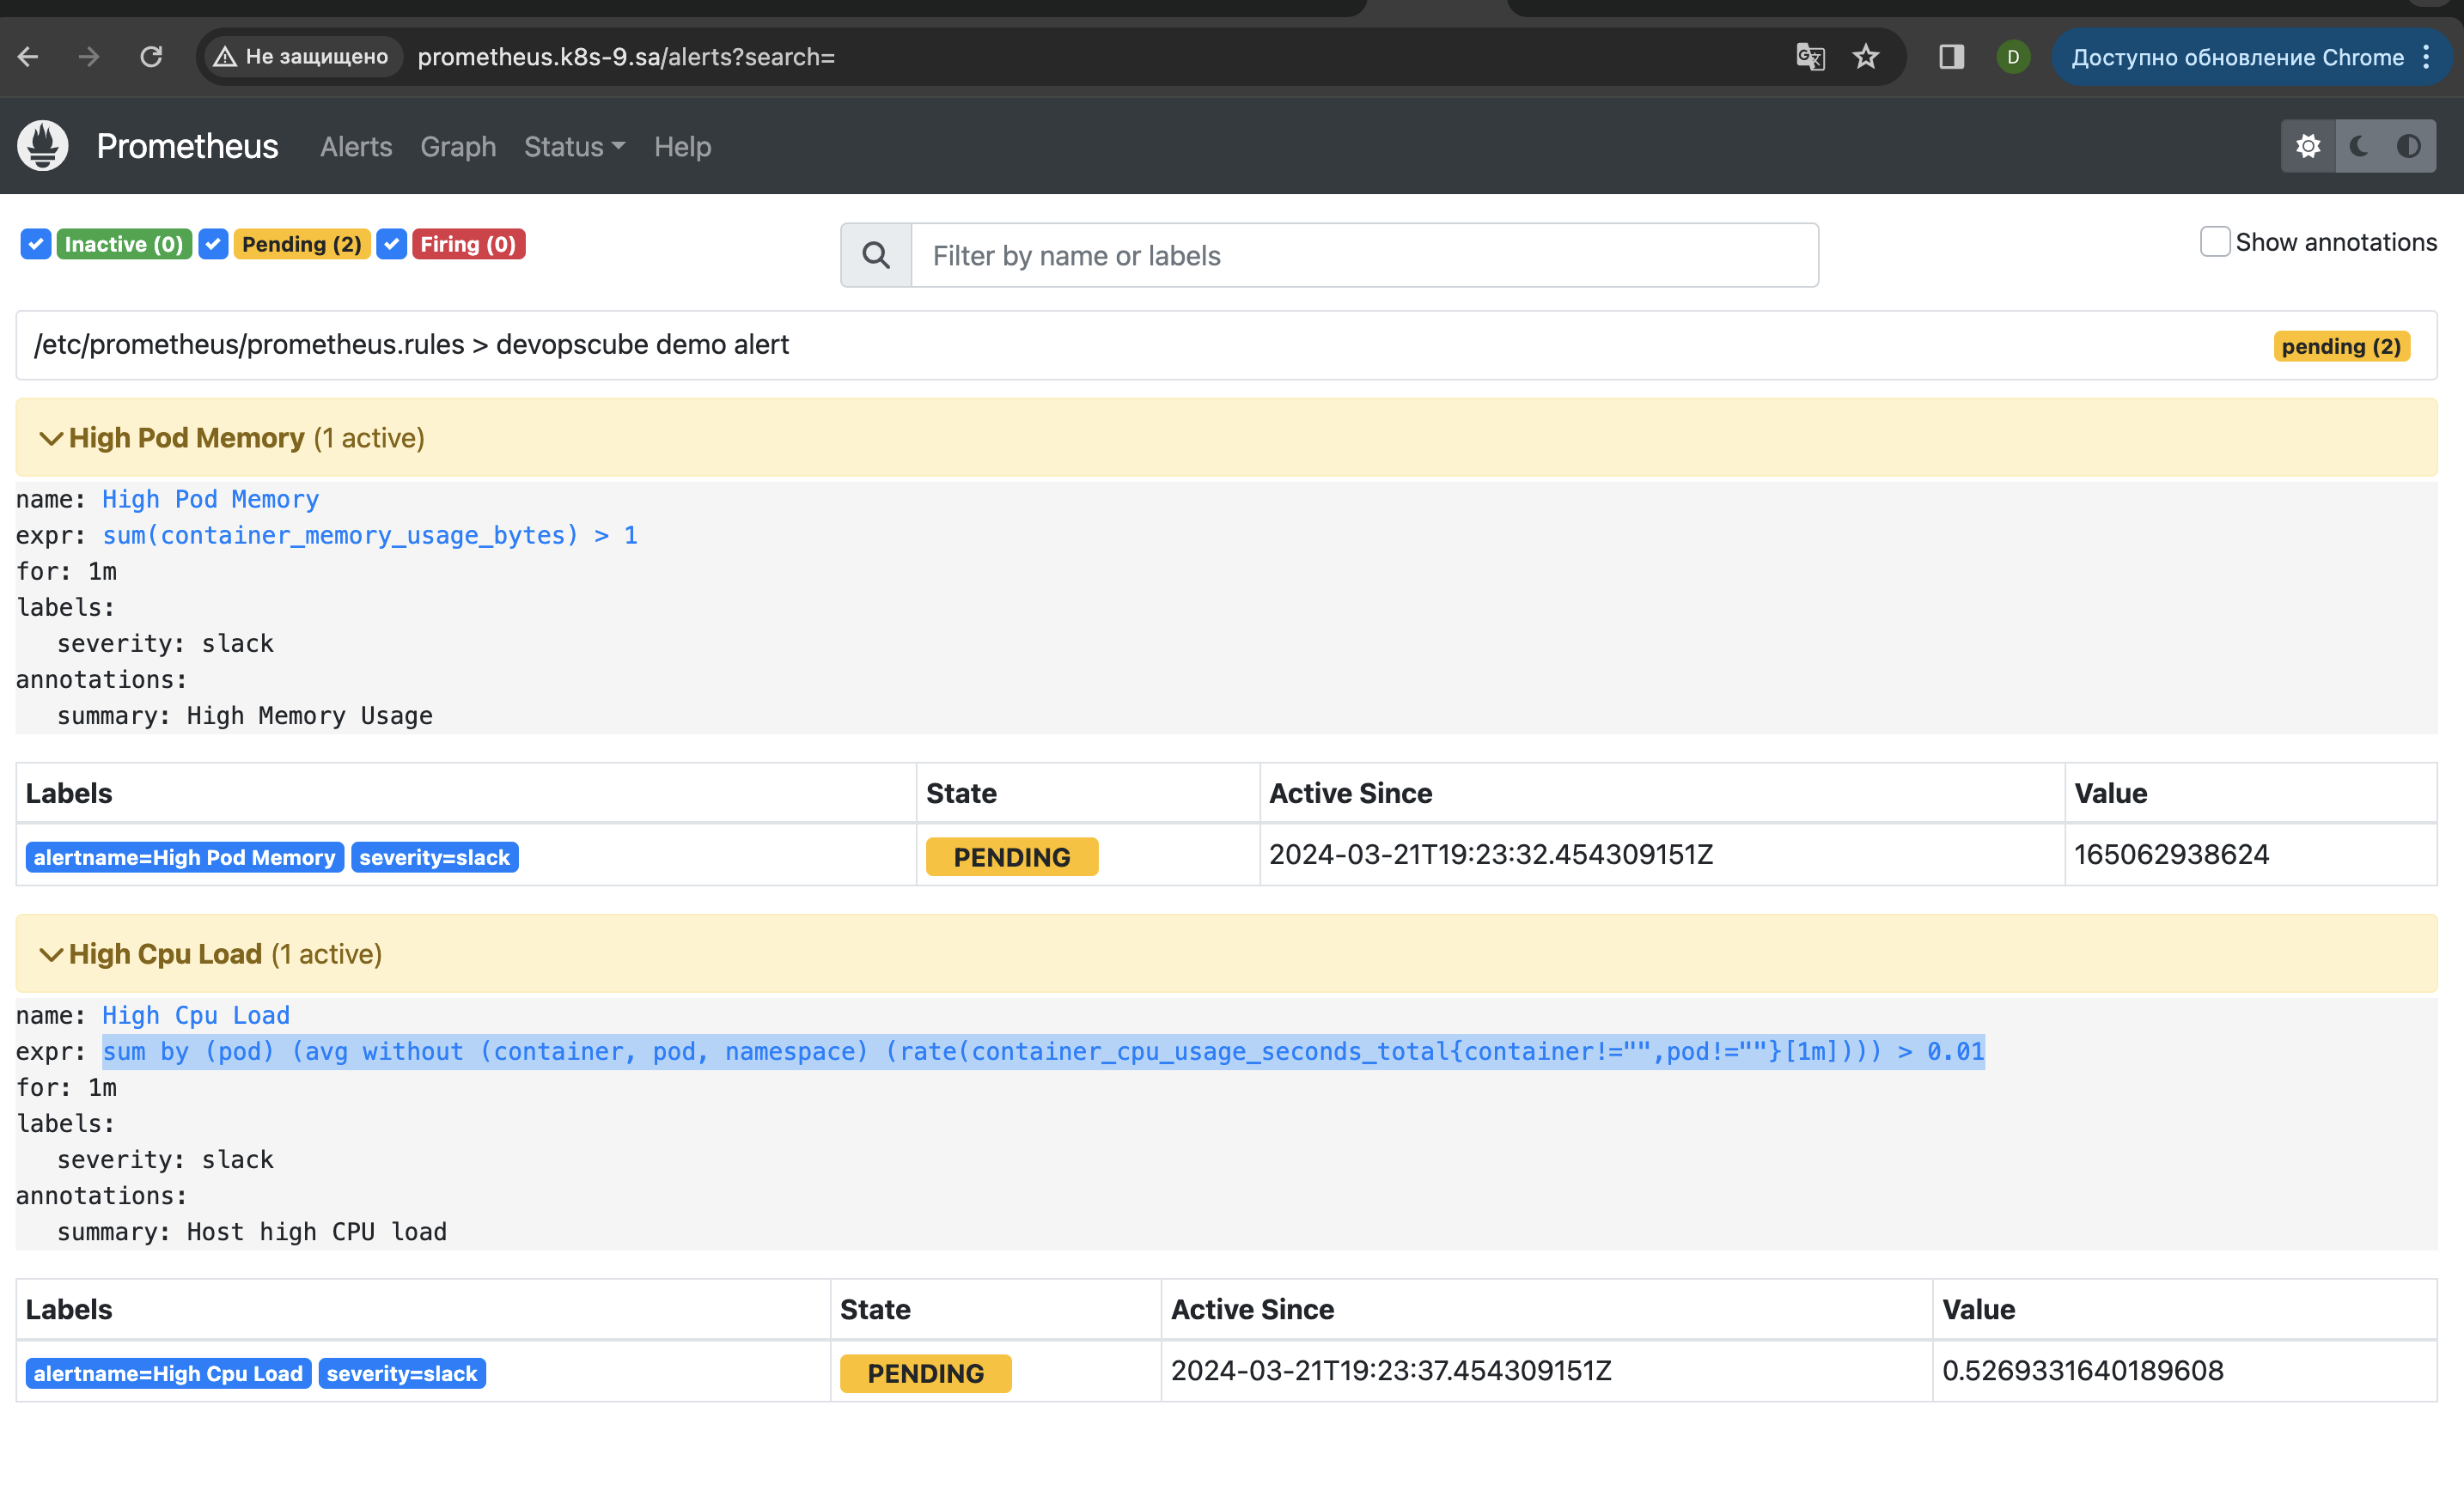 Не защищено prometheus.k8s-9.sa/alerts?search= D Доступно обновление Chrome
Prometheus Alerts Graph Status Help
Inactive (0) Pending (2) Firing (0) Filter by name or labels Show annotations
/etc/prometheus/prometheus.rules > devopscube demo alert pending (2)
High Pod Memory (1 active)
name: High Pod Memory
expr: sum(container_memory_usage_bytes) > 1
for: 1m
labels:
severity: slack
annotations:
summary: High Memory Usage
Labels State Active Since Value
alertname=High Pod Memory severity=slack PENDING 2024-03-21T19:23:32.454309151Z 165062938624
High Cpu Load (1 active)
name: High Cpu Load
expr: sum by (pod) (avg without (container, pod, namespace) (rate(container_cpu_usage_seconds_total{container!="",pod!=""}[1m]))) > 0.01
for: 1m
labels:
severity: slack
annotations:
summary: Host high CPU load
Labels State Active Since Value
alertname=High Cpu Load severity=slack PENDING 2024-03-21T19:23:37.454309151Z 0.5269331640189608